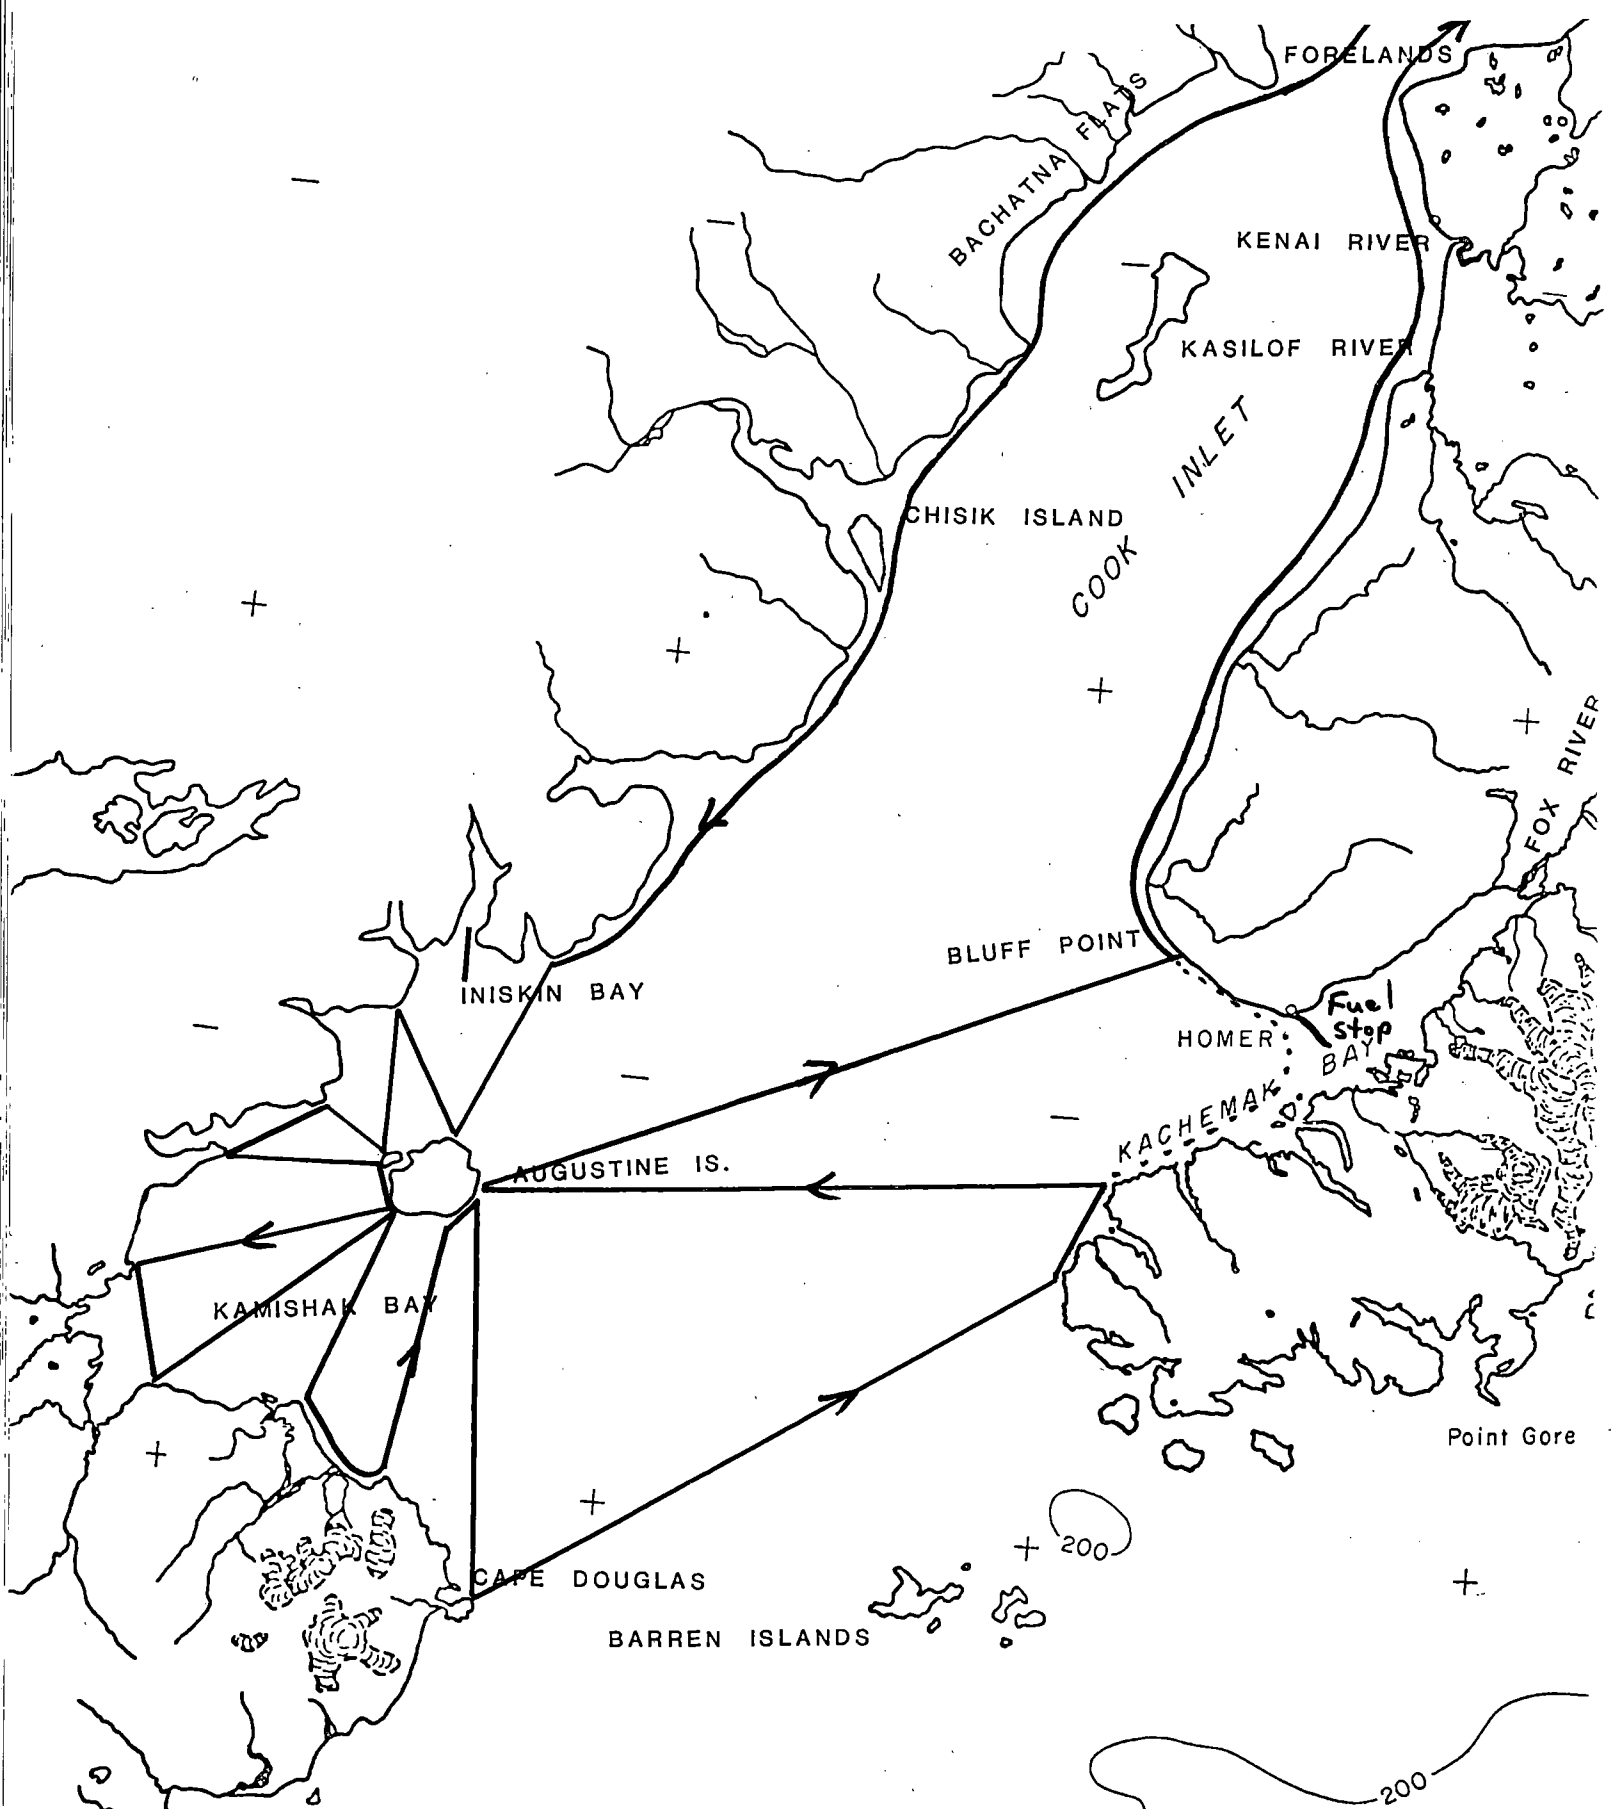 FORELANDS
BACHATNA FLATS
KENAI RIVER
KASILOF RIVER
COOK INLET
CHISIK ISLAND
FOX RIVER
BLUFF POINT
INISKIN BAY
Fuel
stop
HOMER
KACHEMAK BAY
AUGUSTINE IS.
KAMISHAK BAY
Point Gore
200
CAPE DOUGLAS
BARREN ISLANDS
200